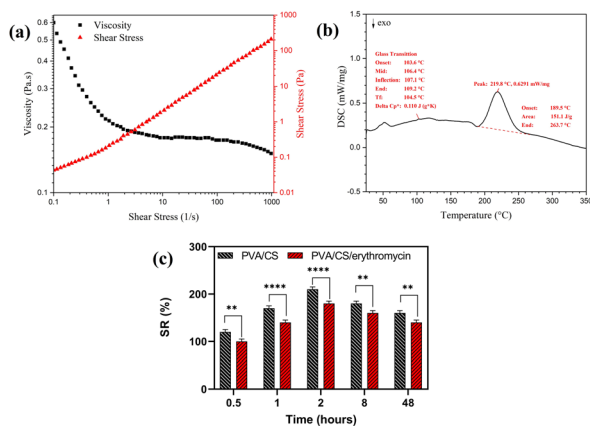 (a)
Viscosity
Shear Stress
Viscosity (Pa.s)
0.6
0.5
0.4
0.3
0.2
0.1
0.1
1
10
100
1000
Shear Stress (1/s)
1000
100
10
1
0.1
0.01
Shear Stress
(Pa)
(b)
exo
Glass Transittion
Onset: 103.6 °C
Mid: 106.4 °C
Inflection: 107.1 °C
End: 109.2 °C
Tf: 104.5 °C
Delta Cp*: 0.110 J (g*K)
Peak: 219.8 °C, 0.6291 mW/mg
Onset: 189.5 °C
Area: 151.1 J/g
End: 263.7 °C
DSC (mW/mg)
1.5
1.0
0.5
0.0
-0.5
50
100
150
200
250
300
350
Temperature (°C)
(c)
PVA/CS
PVA/CS/erythromycin
SR (%)
300
200
100
0
**
****
****
**
**
0.5
1
2
8
48
Time (hours)